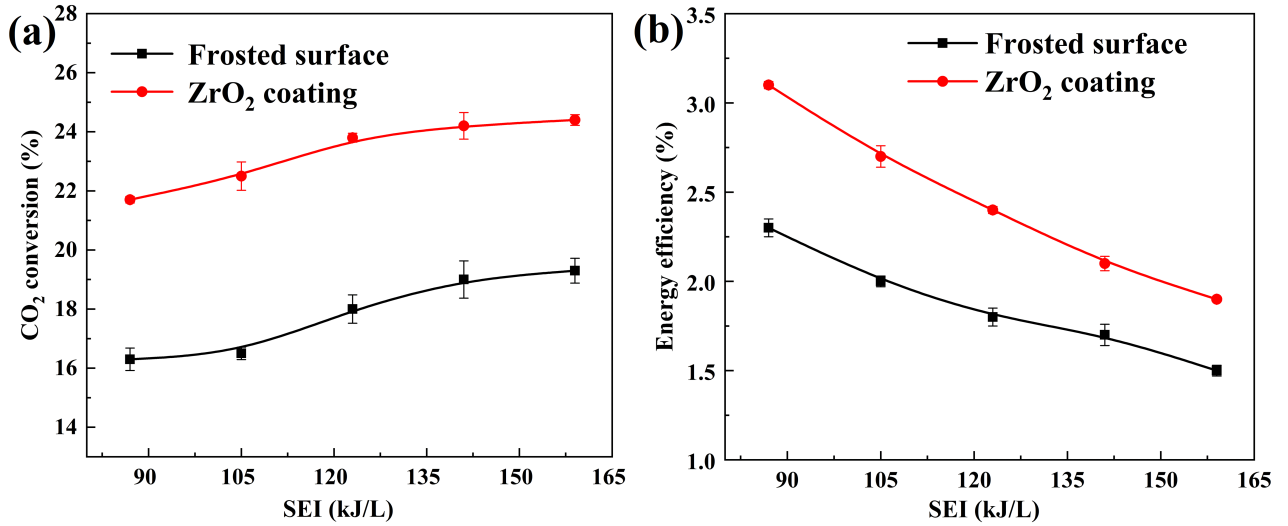 (a)
Frosted surface
ZrO₂ coating
CO₂ conversion (%)
28
26
24
22
20
18
16
14
90
105
120
135
150
165
SEI (kJ/L)
(b)
Frosted surface
ZrO₂ coating
Energy efficiency (%)
3.5
3.0
2.5
2.0
1.5
1.0
90
105
120
135
150
165
SEI (kJ/L)